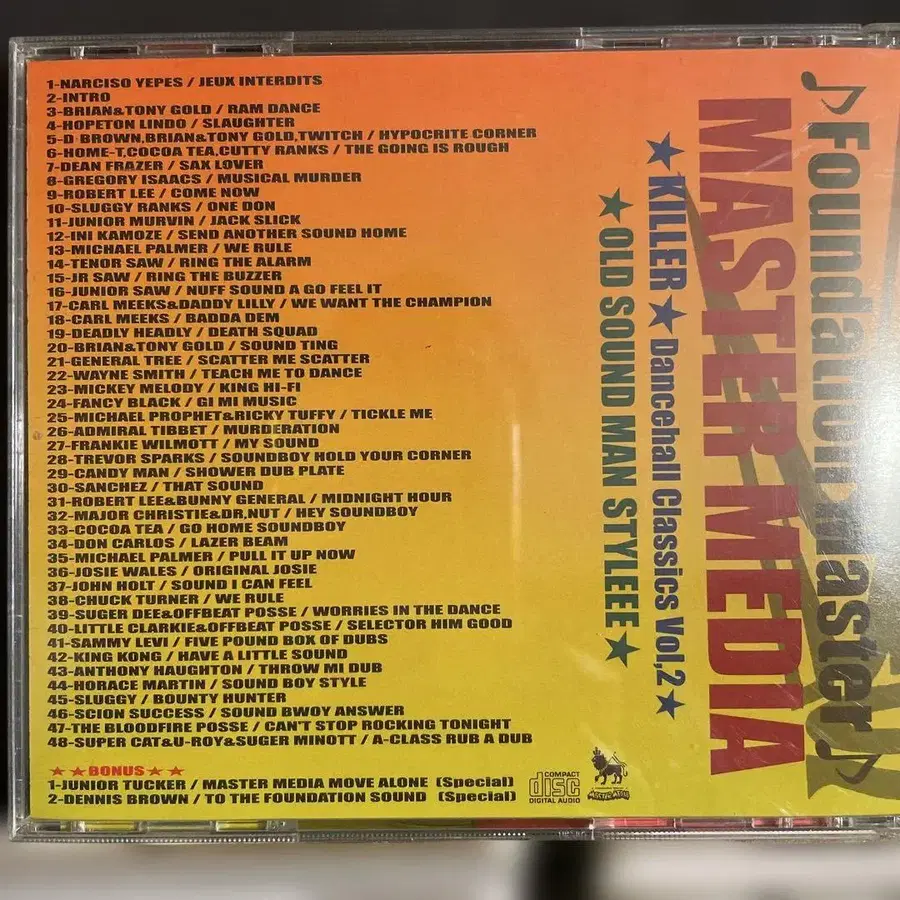 1-NARCISO YEPES / JEUX INTERDITS
2-INTRO
3-BRIAN&TONY GOLD / RAM DANCE
4-HOPETON LINDO / SLAUGHTER
5-D BROWN,BRIAN&TONY GOLD,TWITCH / HYPOCRITE CORNER
6-HOME-T,COCOA TEA,CUTTY RANKS / THE GOING IS ROUGH
7-DEAN FRAZER / SAX LOVER
8-GREGORY ISAACS / MUSICAL MURDER
9-ROBERT LEE / COME NOW
10-SLUGGY RANKS / ONE DON
11-JUNIOR MURVIN / JACK SLICK
12-INI KAMOZE / SEND ANOTHER SOUND HOME
13-MICHAEL PALMER / WE RULE
14-TENOR SAW / RING THE ALARM
15-JR SAW / RING THE BUZZER
16-JUNIOR SAW / NUFF SOUND A GO FEEL IT
17-CARL MEEKS&DADDY LILLY / WE WANT THE CHAMPION
18-CARL MEEKS / BADDA DEM
19-DEADLY HEADLY / DEATH SQUAD
20-BRIAN&TONY GOLD / SOUND TING
21-GENERAL TREE / SCATTER ME SCATTER
22-WAYNE SMITH / TEACH ME TO DANCE
23-MICKEY MELODY / KING HI-FI
24-FANCY BLACK / GI MI MUSIC
25-MICHAEL PROPHET&RICKY TUFFY / TICKLE ME
26-ADMIRAL TIBBET / MURDERATION
27-FRANKIE WILMOTT / MY SOUND
28-TREVOR SPARKS / SOUNDBOY HOLD YOUR CORNER
29-CANDY MAN / SHOWER DUB PLATE
30-SANCHEZ / THAT SOUND
31-ROBERT LEE&BUNNY GENERAL / MIDNIGHT HOUR
32-MAJOR CHRISTIE&DR,NUT / HEY SOUNDBOY
33-COCOA TEA / GO HOME SOUNDBOY
34-DON CARLOS / LAZER BEAM
35-MICHAEL PALMER / PULL IT UP NOW
36-JOSIE WALES / ORIGINAL JOSIE
37-JOHN HOLT / SOUND I CAN FEEL
38-CHUCK TURNER / WE RULE
39-SUGER DEE&OFFBEAT POSSE / WORRIES IN THE DANCE
40-LITTLE CLARKIE&OFFBEAT POSSE / SELECTOR HIM GOOD
41-SAMMY LEVI / FIVE POUND BOX OF DUBS
42-KING KONG / HAVE A LITTLE SOUND
43-ANTHONY HAUGHTON / THROW MI DUB
44-HORACE MARTIN / SOUND BOY STYLE
45-SLUGGY / BOUNTY HUNTER
46-SCION SUCCESS / SOUND BWOY ANSWER
47-THE BLOODFIRE POSSE / CAN'T STOP ROCKING TONIGHT
48-SUPER CAT&U-ROY&SUGER MINOTT / A-CLASS RUB A DUB
★★BONUS★★
1-JUNIOR TUCKER / MASTER MEDIA MOVE ALONE (Special)
2-DENNIS BROWN / TO THE FOUNDATION SOUND (Special)
COMPACT
disc
DIGITAL AUDIO
MASTER MEDIA
♪Foundation master♪
MASTER MEDIA
★KILLER★Dancehall Classics Vol,2★
★OLD SOUND MAN STYLEEE★